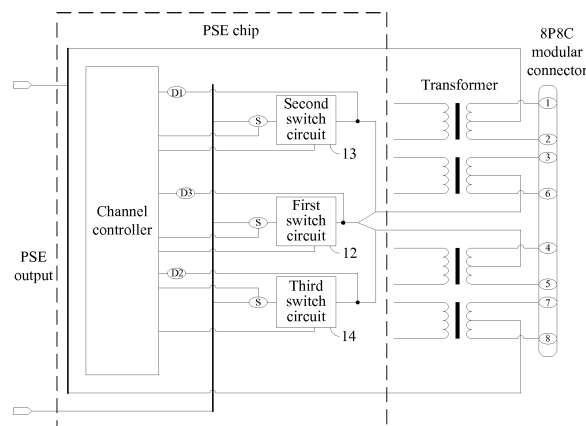 PSE chip
8P8C
modular
connector
Transformer
D1
S
Second
switch
circuit
13
1
2
3
D3
6
Channel
controller
S
First
switch
circuit
12
PSE
output
4
D2
S
Third
switch
circuit
14
5
7
8